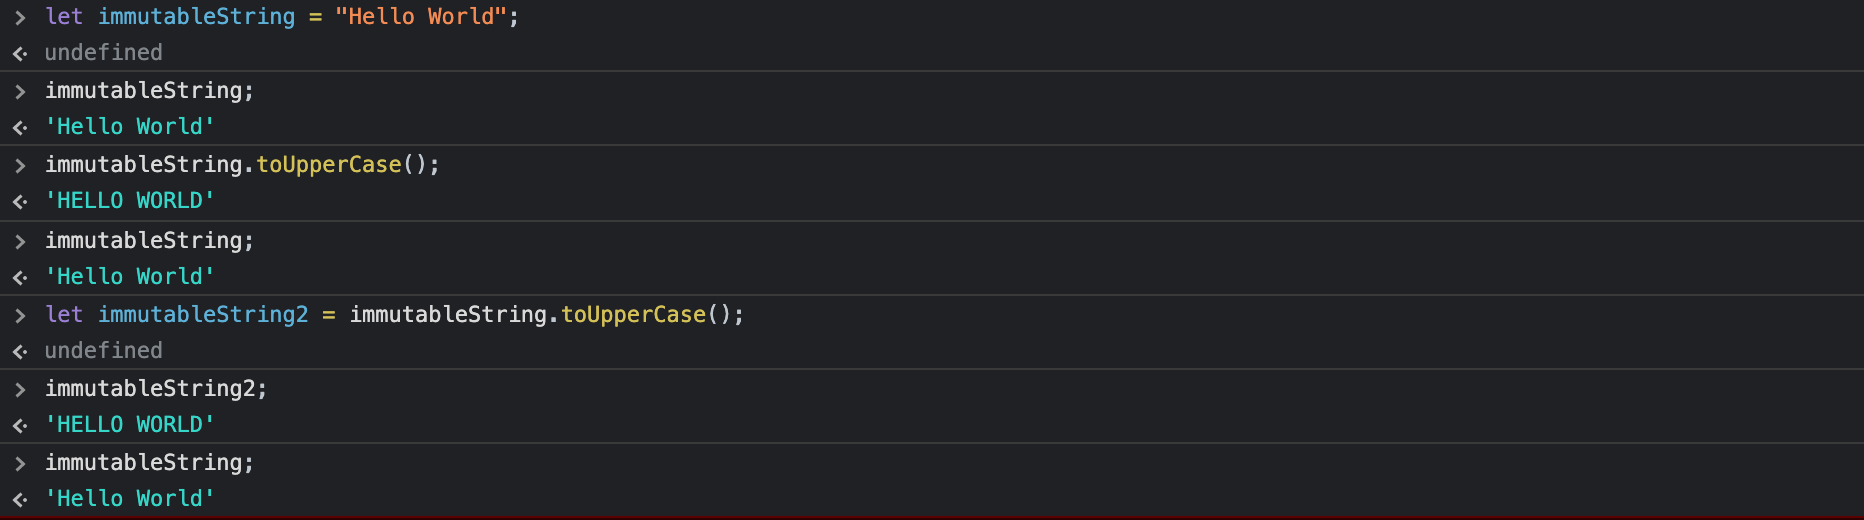 > let immutableString = "Hello World";
<· undefined
> immutableString;
<· 'Hello World'
> immutableString.toUpperCase();
<· 'HELLO WORLD'
> immutableString;
<· 'Hello World'
> let immutableString2 = immutableString.toUpperCase();
<· undefined
> immutableString2;
<· 'HELLO WORLD'
> immutableString;
<· 'Hello World'